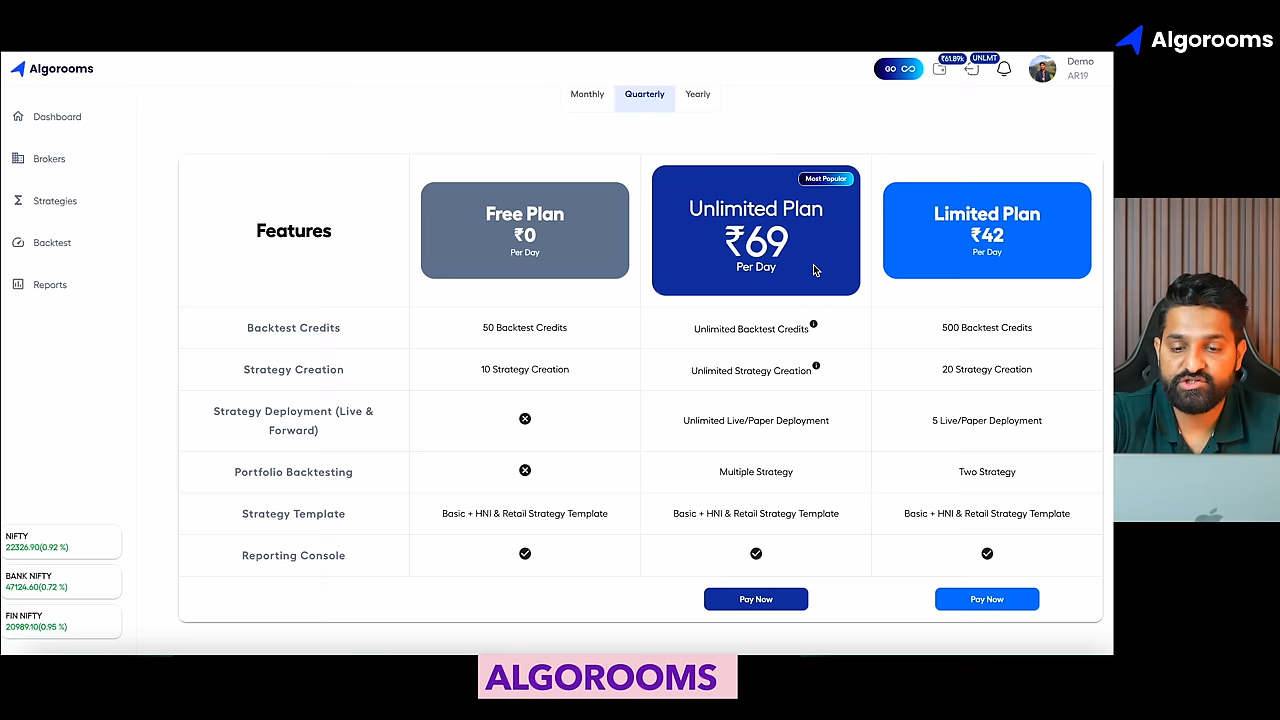 Algorooms
Algorooms
GO
₹61.89k
UNLMT
Demo
AR19
Monthly
Quarterly
Yearly
Dashboard
Brokers
Strategies
Backtest
Reports
Features
Free Plan
₹0
Per Day
Most Popular
Unlimited Plan
₹69
Per Day
Limited Plan
₹42
Per Day
Backtest Credits
50 Backtest Credits
Unlimited Backtest Credits
500 Backtest Credits
Strategy Creation
10 Strategy Creation
Unlimited Strategy Creation
20 Strategy Creation
Strategy Deployment (Live &
Forward)
Unlimited Live/Paper Deployment
5 Live/Paper Deployment
Portfolio Backtesting
Multiple Strategy
Two Strategy
Strategy Template
Basic + HNI & Retail Strategy Template
Basic + HNI & Retail Strategy Template
Basic + HNI & Retail Strategy Template
Reporting Console
Pay Now
Pay Now
NIFTY
22326.90(0.92 %)
BANK NIFTY
47124.60(0.72 %)
FIN NIFTY
20989.10(0.95 %)
ALGOROOMS